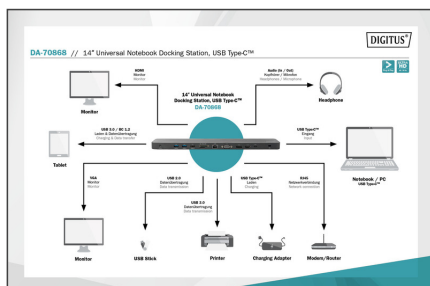 DIGITUS®
DA-70868 // 14" Universal Notebook Docking Station, USB Type-C™
HDMI
Monitor
Monitor
Audio (In / Out)
Kopfhörer / Mikrofon
Headphones / Microphone
14" Universal Notebook
Docking Station, USB Type-C™
DA-70868
Monitor
Headphone
USB 3.0 / BC 1.2
Laden & Datenübertragung
Charging & Data transfer
USB Type-C™
Eingang
Input
Tablet
Notebook / PC
USB Type-C™
VGA
Monitor
Monitor
USB 3.0
Datenübertragung
Data transmission
USB 3.0
Datenübertragung
Data transmission
USB Type-C™
Laden
Charging
RJ45
Netzwerkverbindung
Network connection
Monitor
USB Stick
Printer
Charging Adapter
Modem/Router